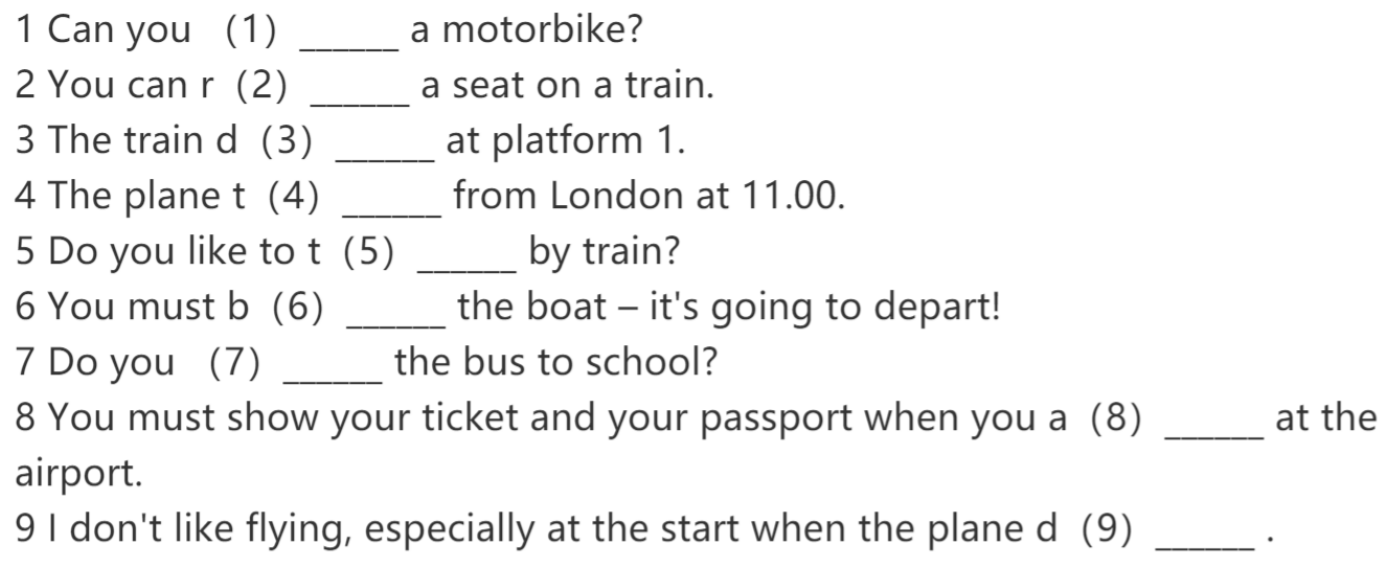 1 Can you (1) ______ a motorbike?
2 You can r (2) ______ a seat on a train.
3 The train d (3) ______ at platform 1.
4 The plane t (4) ______ from London at 11.00.
5 Do you like to t (5) ______ by train?
6 You must b (6) ______ the boat – it's going to depart!
7 Do you (7) ______ the bus to school?
8 You must show your ticket and your passport when you a (8) ______ at the
airport.
9 I don't like flying, especially at the start when the plane d (9) ______ .